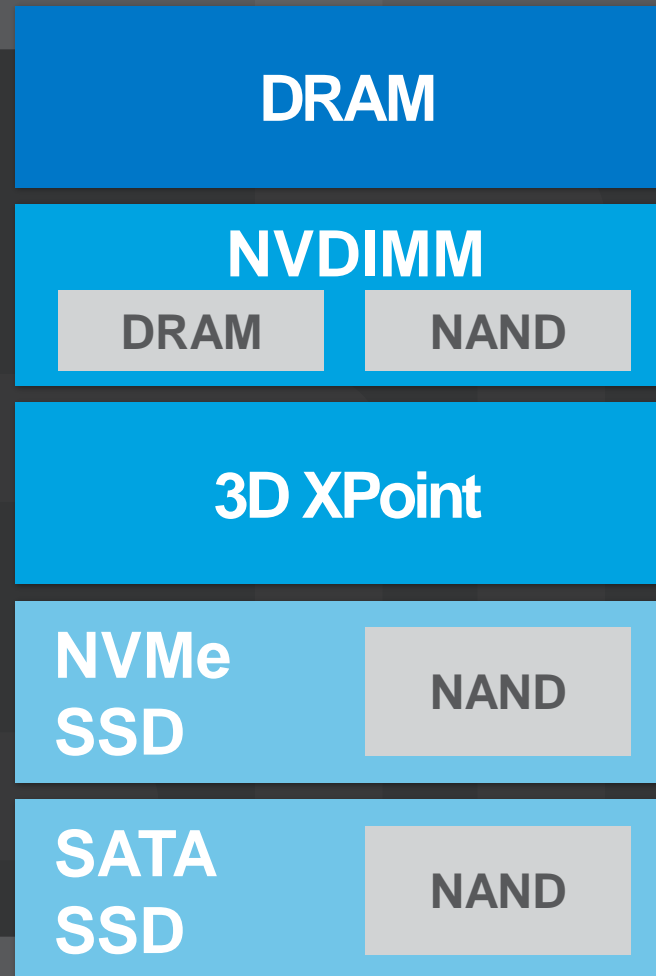 DRAM
NVDIMM
DRAM NAND
3D XPoint
NVMe
SSD
NAND
SATA
SSD
NAND